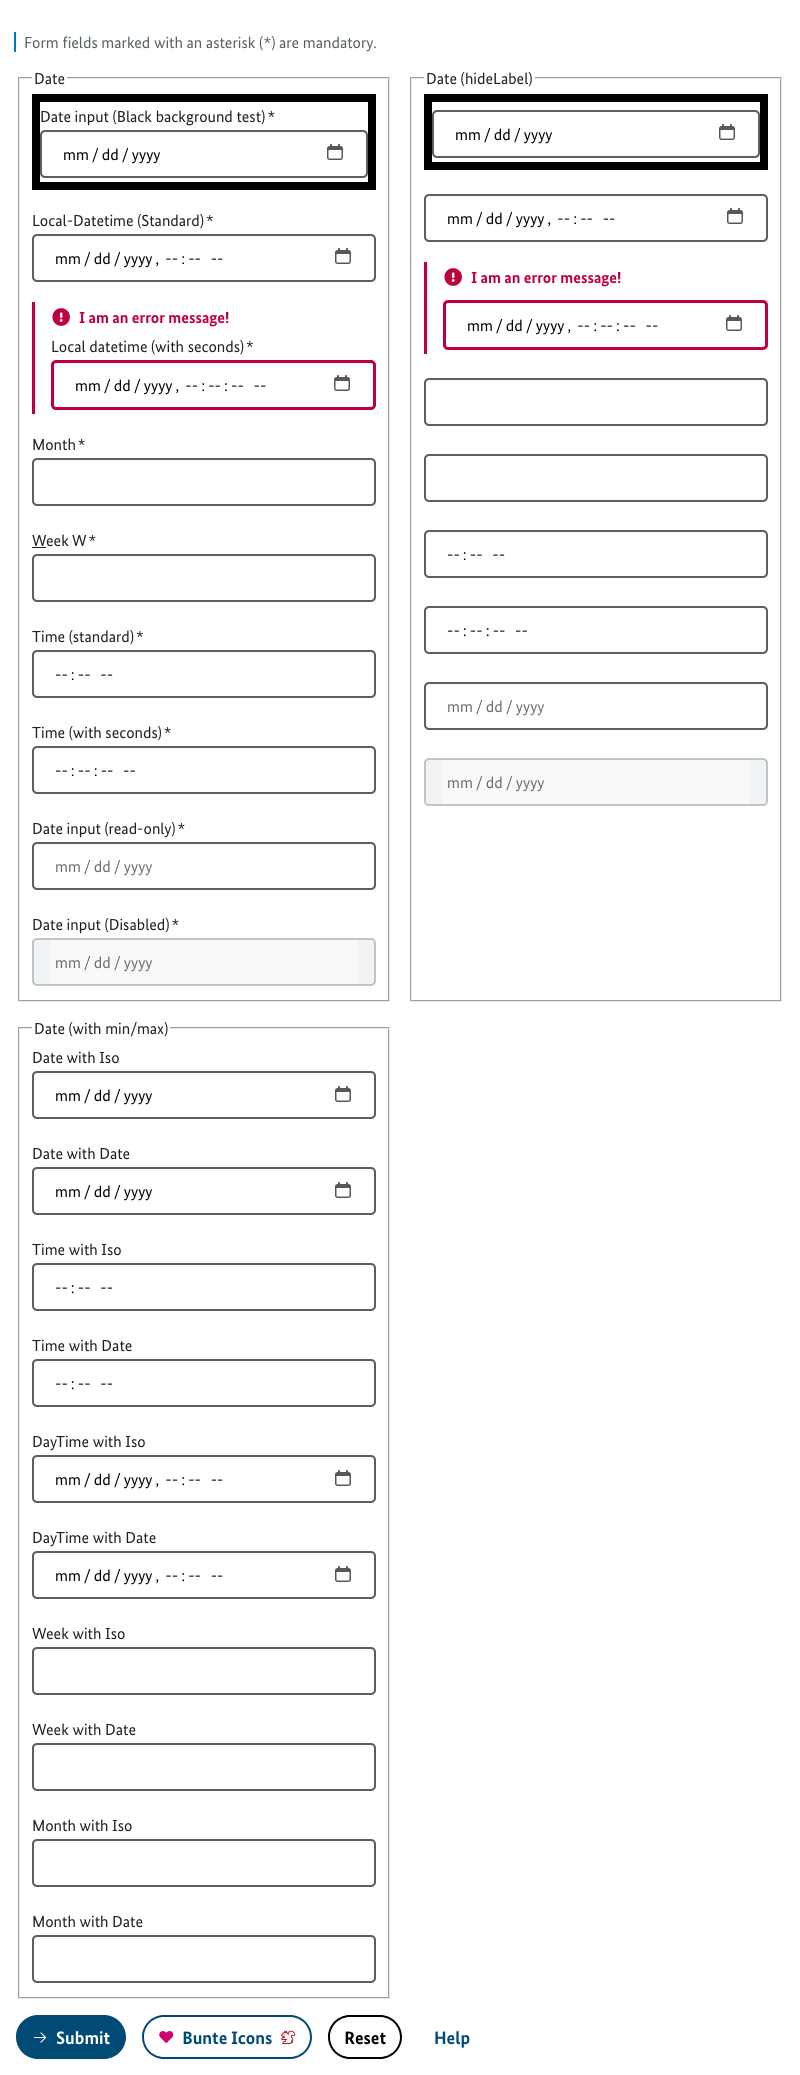 Form fields marked with an asterisk (*) are mandatory.
Date
Date input (Black background test) *
mm / dd / yyyy
Local-Datetime (Standard) *
mm / dd / yyyy , -- : -- --
I am an error message!
Local datetime (with seconds) *
mm / dd / yyyy , -- : -- : -- --
Month *
Week W *
Time (standard) *
-- : -- --
Time (with seconds) *
-- : -- : -- --
Date input (read-only) *
mm / dd / yyyy
Date input (Disabled) *
mm / dd / yyyy
Date (hideLabel)
mm / dd / yyyy
mm / dd / yyyy , -- : -- --
I am an error message!
mm / dd / yyyy , -- : -- : -- --
-- : -- --
-- : -- : -- --
mm / dd / yyyy
mm / dd / yyyy
Date (with min/max)
Date with Iso
mm / dd / yyyy
Date with Date
mm / dd / yyyy
Time with Iso
-- : -- --
Time with Date
-- : -- --
DayTime with Iso
mm / dd / yyyy , -- : -- --
DayTime with Date
mm / dd / yyyy , -- : -- --
Week with Iso
Week with Date
Month with Iso
Month with Date
Submit
Bunte Icons
Reset
Help